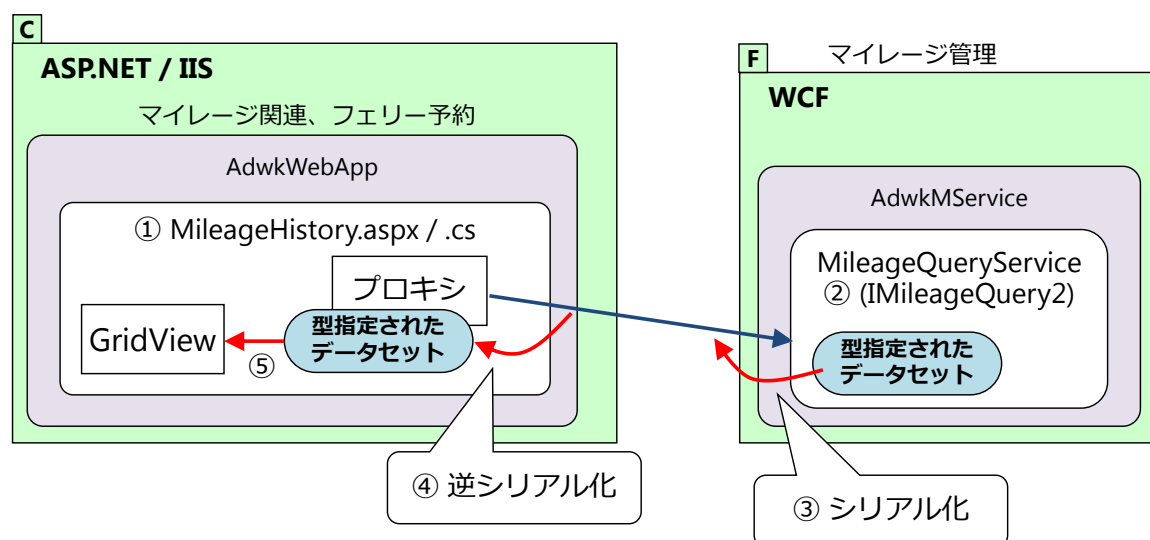 C
ASP.NET / IIS
マイレージ関連、フェリー予約
AdwkWebApp
① MileageHistory.aspx / .cs
プロキシ
型指定された
データセット
GridView
⑤
④ 逆シリアル化
F
マイレージ管理
WCF
AdwkMService
MileageQueryService
② (IMileageQuery2)
型指定された
データセット
③ シリアル化